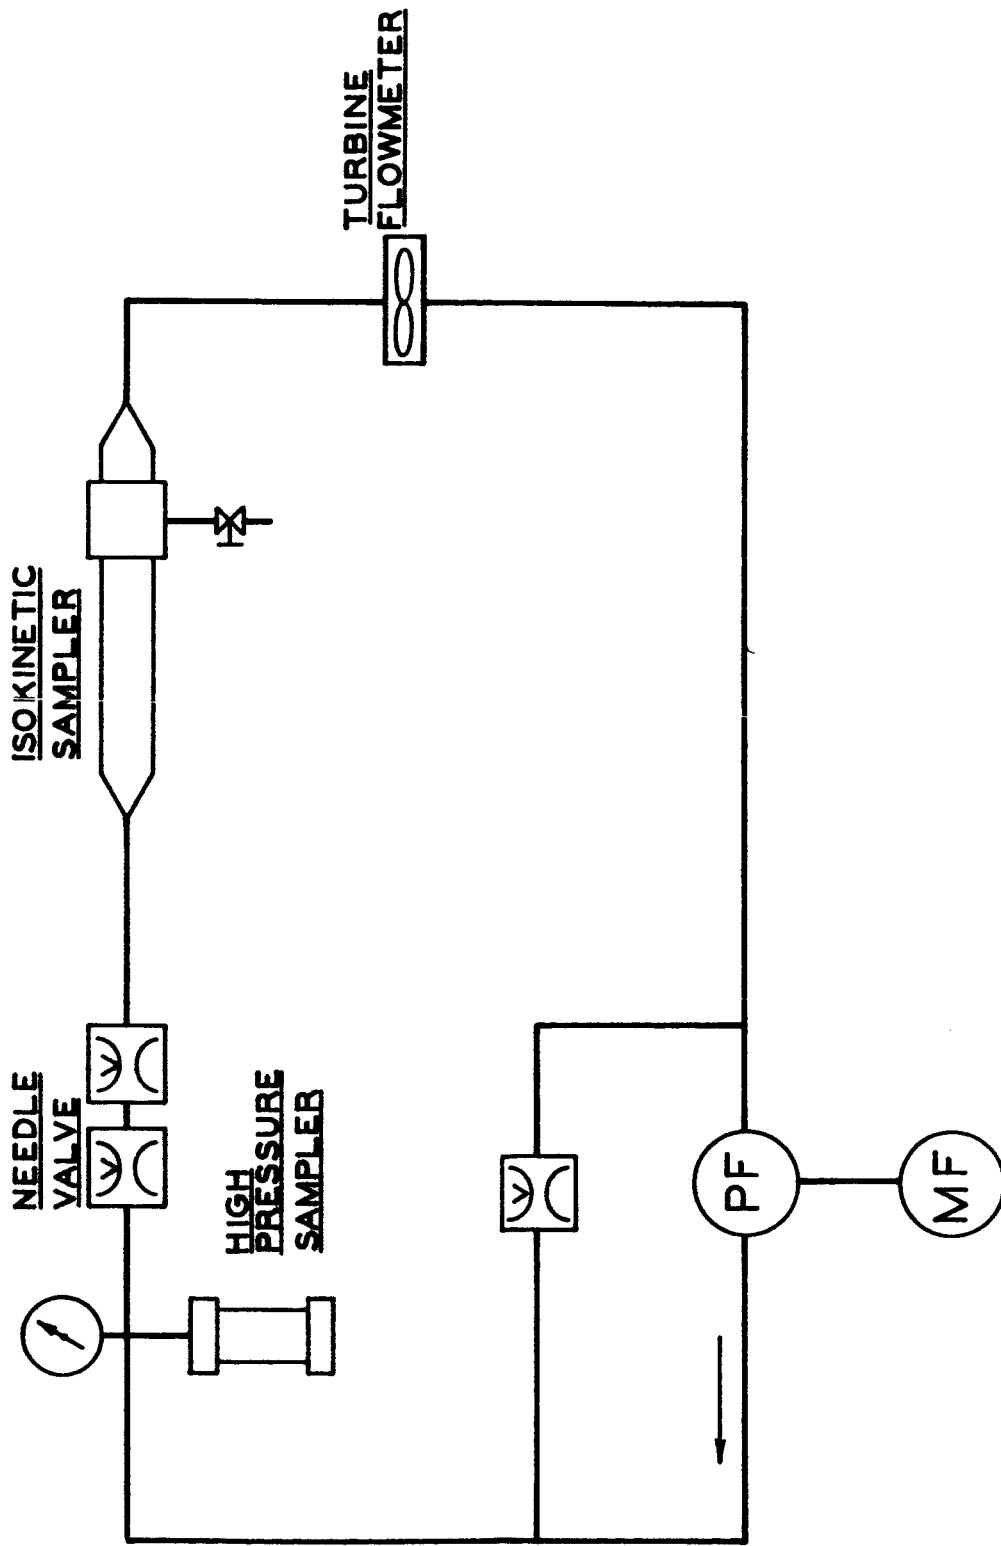 NEEDLE
VALVE
ISOKINETIC
SAMPLER
HIGH
PRESSURE
SAMPLER
TURBINE
FLOWMETER
PF
MF